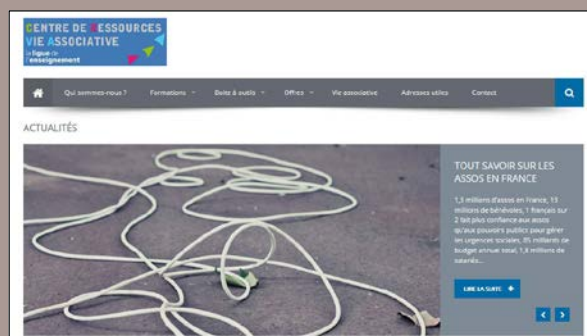 CENTRE DE RESSOURCES
VIE ASSOCIATIVE
la ligue de
l'enseignement
Qui sommes-nous ? Formations Boite à outils Offres Vie associative Adresses utiles Contact
ACTUALITÉS
TOUT SAVOIR SUR LES
ASSOS EN FRANCE
1,3 millions d'assos en France, 13
millions de bénévoles, 1 français sur
2 fait plus confiance aux assos
qu'aux pouvoirs publics pour gérer
les urgences sociales, 85 milliards de
budget annuel total, 1,8 millions de
salariés...
LIRE LA SUITE